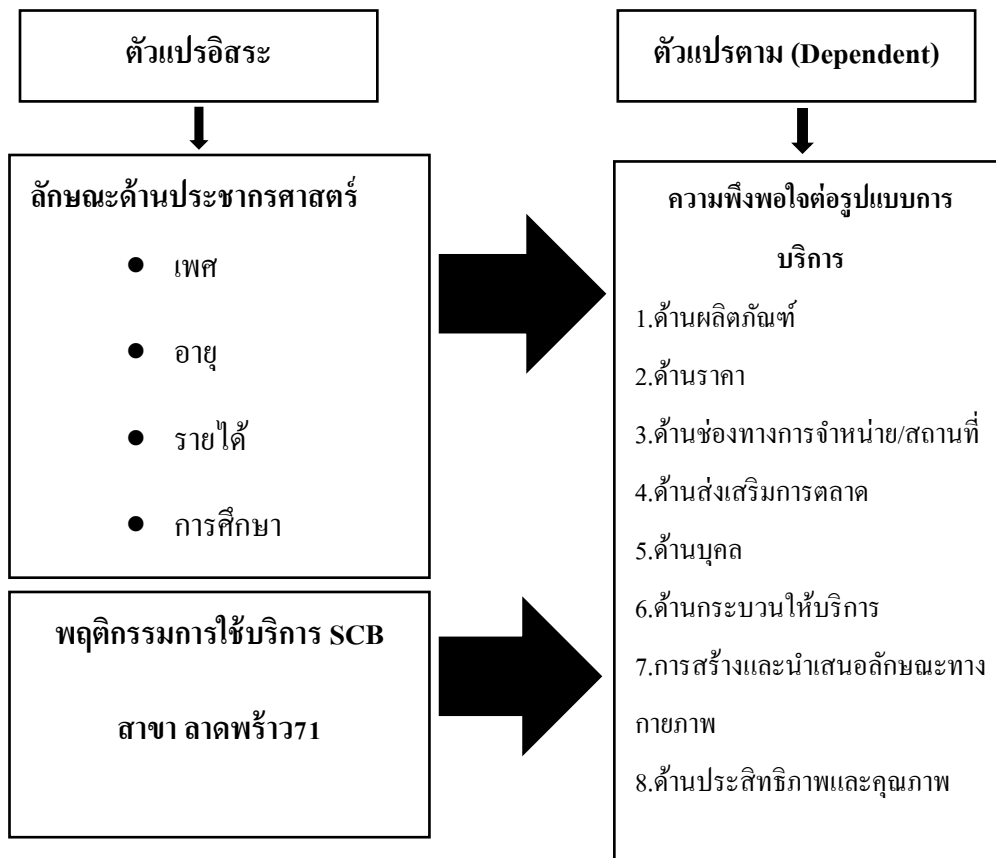 ตัวแปรอิสระ
ลักษณะด้านประชากรศาสตร์
● เพศ
● อายุ
● รายได้
● การศึกษา
พฤติกรรมการใช้บริการ SCB
สาขา ลาดพร้าว71
ตัวแปรตาม (Dependent)
ความพึงพอใจต่อรูปแบบการ
บริการ
1.ด้านผลิตภัณฑ์
2.ด้านราคา
3.ด้านช่องทางการจำหน่าย/สถานที่
4.ด้านส่งเสริมการตลาด
5.ด้านบุคล
6.ด้านกระบวนให้บริการ
7.การสร้างและนำเสนอลักษณะทาง
กายภาพ
8.ด้านประสิทธิภาพและคุณภาพ